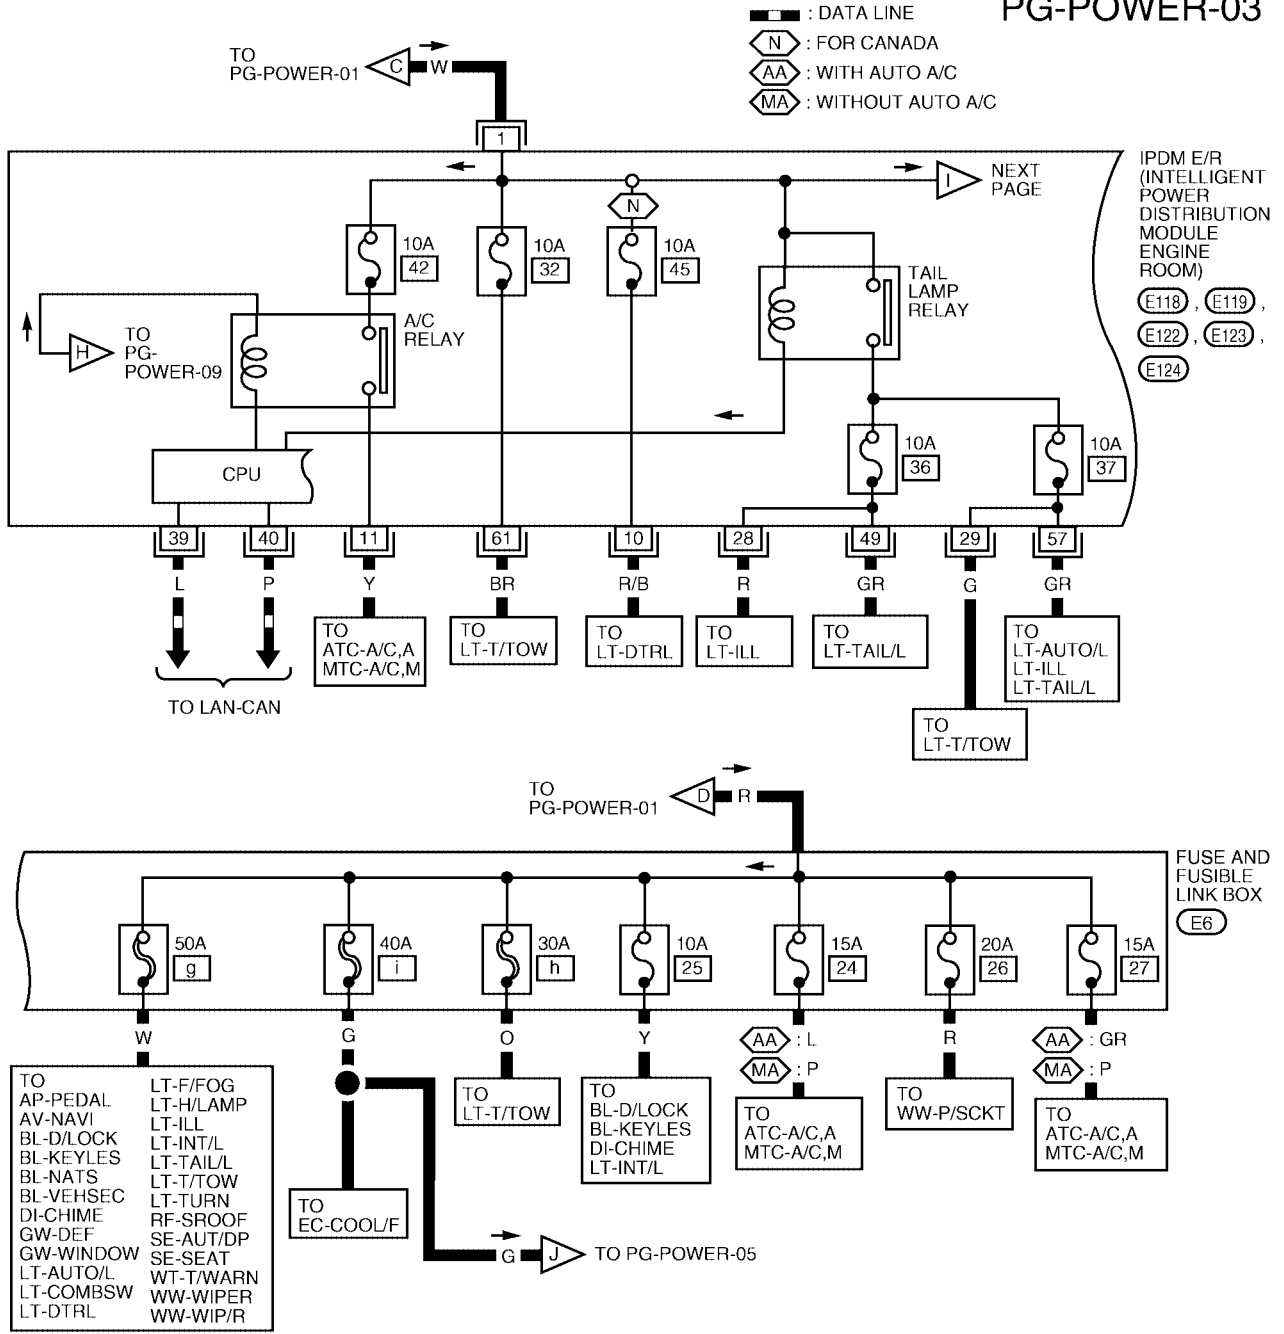 : DATA LINE
PG-POWER-03
N : FOR CANADA
AA : WITH AUTO A/C
MA : WITHOUT AUTO A/C
TO
PG-POWER-01
C
W
1
I
NEXT
PAGE
IPDM E/R
(INTELLIGENT
POWER
DISTRIBUTION
MODULE
ENGINE
ROOM)
E118 , E119 ,
E122 , E123 ,
E124
N
10A
42
10A
32
10A
45
TAIL
LAMP
RELAY
H
TO
PG-
POWER-09
A/C
RELAY
CPU
10A
36
10A
37
39
40
11
61
10
28
49
29
57
L
P
Y
BR
R/B
R
GR
G
GR
TO LAN-CAN
TO
ATC-A/C,A
MTC-A/C,M
TO
LT-T/TOW
TO
LT-DTRL
TO
LT-ILL
TO
LT-TAIL/L
TO
LT-T/TOW
TO
LT-AUTO/L
LT-ILL
LT-TAIL/L
TO
PG-POWER-01
D
R
FUSE AND
FUSIBLE
LINK BOX
E6
50A
g
40A
i
30A
h
10A
25
15A
24
20A
26
15A
27
W
G
O
Y
AA : L
MA : P
R
AA : GR
MA : P
TO
AP-PEDAL
AV-NAVI
BL-D/LOCK
BL-KEYLES
BL-NATS
BL-VEHSEC
DI-CHIME
GW-DEF
GW-WINDOW
LT-AUTO/L
LT-COMBSW
LT-DTRL
LT-F/FOG
LT-H/LAMP
LT-ILL
LT-INT/L
LT-TAIL/L
LT-T/TOW
LT-TURN
RF-SROOF
SE-AUT/DP
SE-SEAT
WT-T/WARN
WW-WIPER
WW-WIP/R
TO
EC-COOL/F
TO
LT-T/TOW
TO
BL-D/LOCK
BL-KEYLES
DI-CHIME
LT-INT/L
TO
ATC-A/C,A
MTC-A/C,M
TO
WW-P/SCKT
TO
ATC-A/C,A
MTC-A/C,M
G
J
TO PG-POWER-05